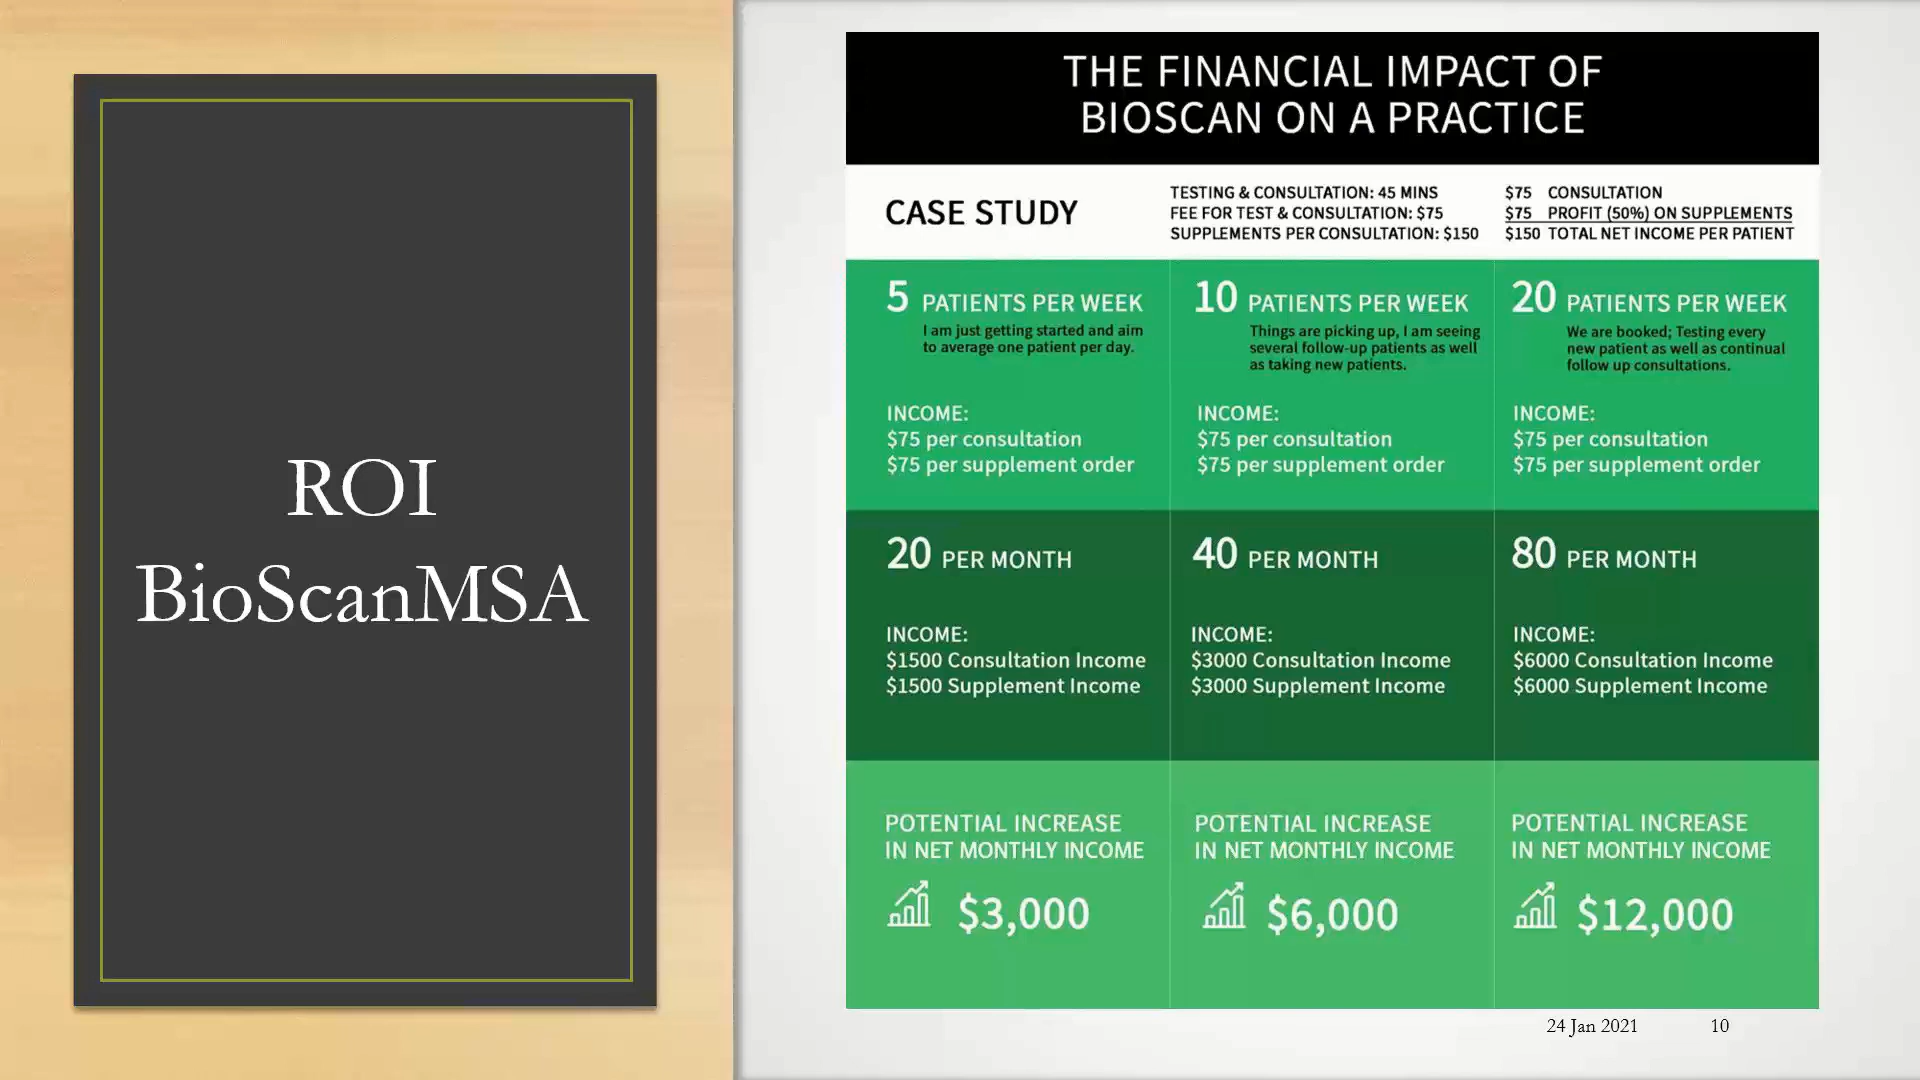 ROI
BioScanMSA
THE FINANCIAL IMPACT OF
BIOSCAN ON A PRACTICE
CASE STUDY
TESTING & CONSULTATION: 45 MINS
FEE FOR TEST & CONSULTATION: $75
SUPPLEMENTS PER CONSULTATION: $150
$75 CONSULTATION
$75 PROFIT (50%) ON SUPPLEMENTS
$150 TOTAL NET INCOME PER PATIENT
5 PATIENTS PER WEEK
I am just getting started and aim
to average one patient per day.
INCOME:
$75 per consultation
$75 per supplement order
10 PATIENTS PER WEEK
Things are picking up, I am seeing
several follow-up patients as well
as taking new patients.
INCOME:
$75 per consultation
$75 per supplement order
20 PATIENTS PER WEEK
We are booked; Testing every
new patient as well as continual
follow up consultations.
INCOME:
$75 per consultation
$75 per supplement order
20 PER MONTH
INCOME:
$1500 Consultation Income
$1500 Supplement Income
40 PER MONTH
INCOME:
$3000 Consultation Income
$3000 Supplement Income
80 PER MONTH
INCOME:
$6000 Consultation Income
$6000 Supplement Income
POTENTIAL INCREASE
IN NET MONTHLY INCOME
$3,000
POTENTIAL INCREASE
IN NET MONTHLY INCOME
$6,000
POTENTIAL INCREASE
IN NET MONTHLY INCOME
$12,000
24 Jan 2021 10